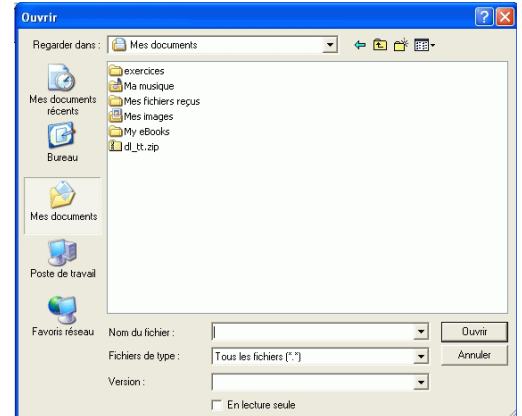 Ouvrir
Regarder dans :
Mes documents
exercices
Ma musique
Mes fichiers reçus
Mes images
My eBooks
dl_tt.zip
Mes documents
récents
Bureau
Mes documents
Poste de travail
Favoris réseau
Nom du fichier :
Ouvrir
Fichiers de type :
Tous les fichiers (*.*)
Annuler
Version :
En lecture seule